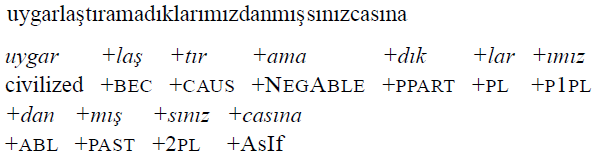 uygarlaştıramadıklarımızdanmışsınızcasına
uygar +laş +tır +ama +dık +lar +ımız
civilized +BEC +CAUS +NEGABLE +PPART +PL +P1PL
+dan +mış +sınız +casına
+ABL +PAST +2PL +AsIf